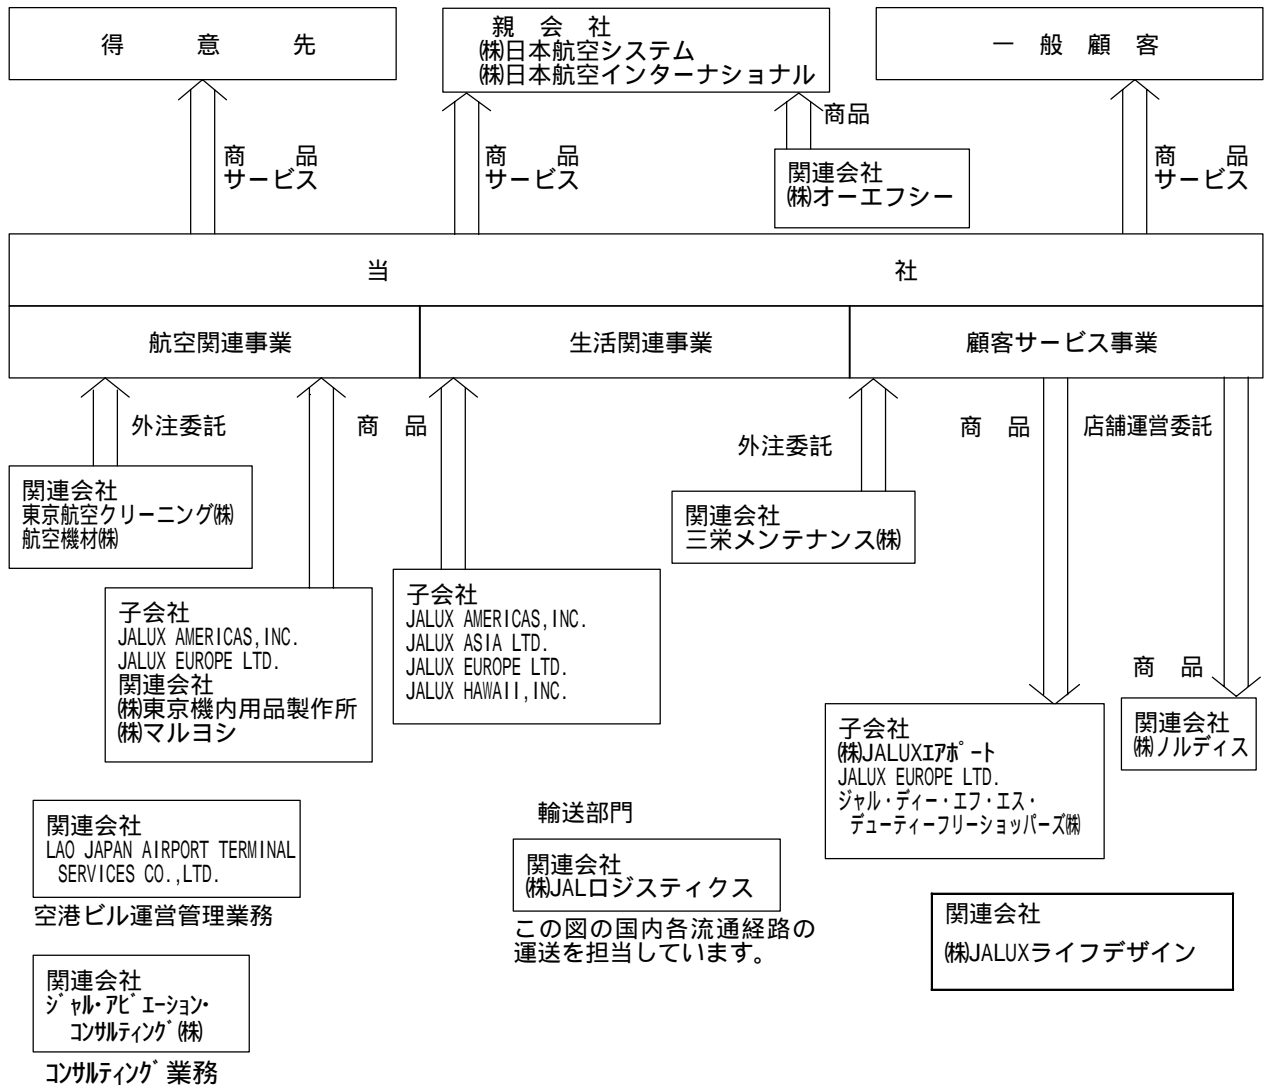 得 意 先
親 会 社
㈱日本航空システム
㈱日本航空インターナショナル
一 般 顧 客
商 品
サービス
商 品
サービス
商品
関連会社
㈱オーエフシー
商 品
サービス
当 社
航空関連事業
生活関連事業
顧客サービス事業
外注委託
商 品
外注委託
商 品
店舗運営委託
関連会社
東京航空クリーニング㈱
航空機材㈱
子会社
JALUX AMERICAS,INC.
JALUX EUROPE LTD.
関連会社
㈱東京機内用品製作所
㈱マルヨシ
子会社
JALUX AMERICAS,INC.
JALUX ASIA LTD.
JALUX EUROPE LTD.
JALUX HAWAII,INC.
関連会社
三栄メンテナンス㈱
子会社
㈱JALUXｴｱﾎﾟｰﾄ
JALUX EUROPE LTD.
ジャル・ディー・エフ・エス・
デューティーフリーショッパーズ㈱
商 品
関連会社
㈱ノルディス
関連会社
LAO JAPAN AIRPORT TERMINAL
SERVICES CO.,LTD.
空港ビル運営管理業務
輸送部門
関連会社
㈱JALロジスティクス
この図の国内各流通経路の
運送を担当しています。
関連会社
㈱JALUXライフデザイン
関連会社
ｼﾞｬﾙ・ｱﾋﾞｴｰｼｮﾝ・
ｺﾝｻﾙﾃｨﾝｸﾞ㈱
ｺﾝｻﾙﾃｨﾝｸﾞ業務